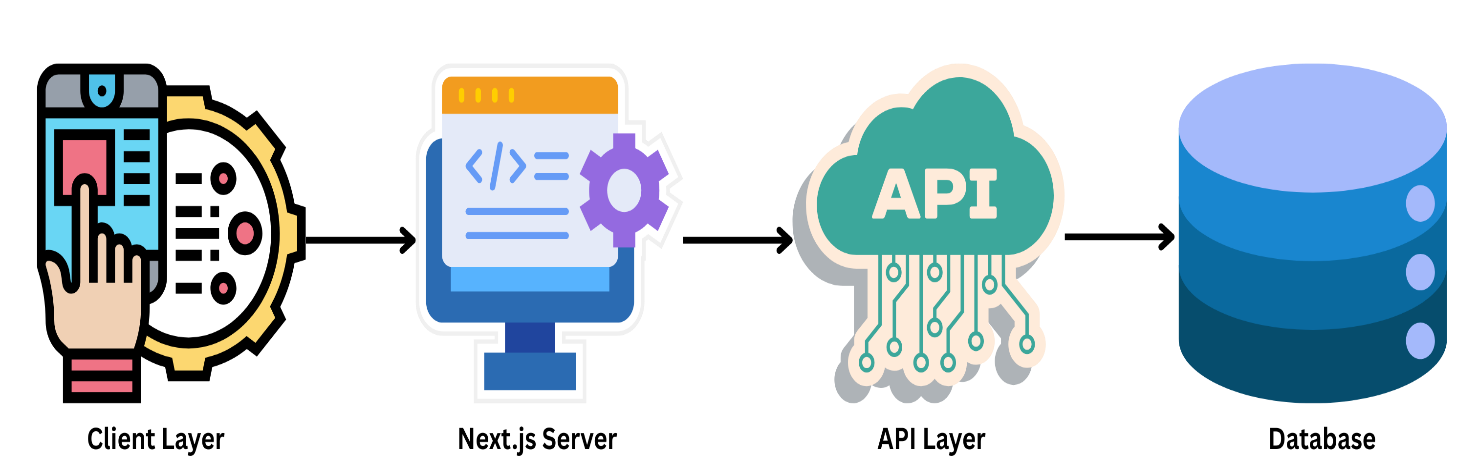 API
Client Layer
Next.js Server
API Layer
Database